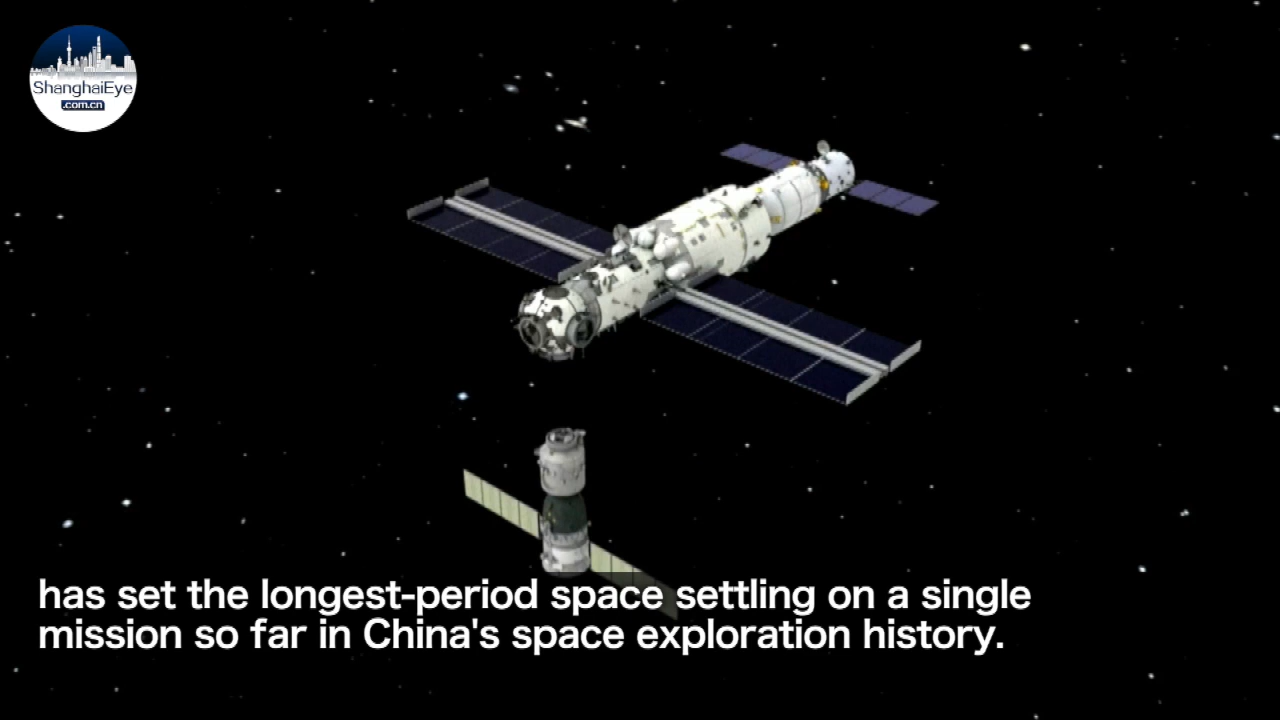 ShanghaiEye
.com.cn
has set the longest-period space settling on a single
mission so far in China's space exploration history.